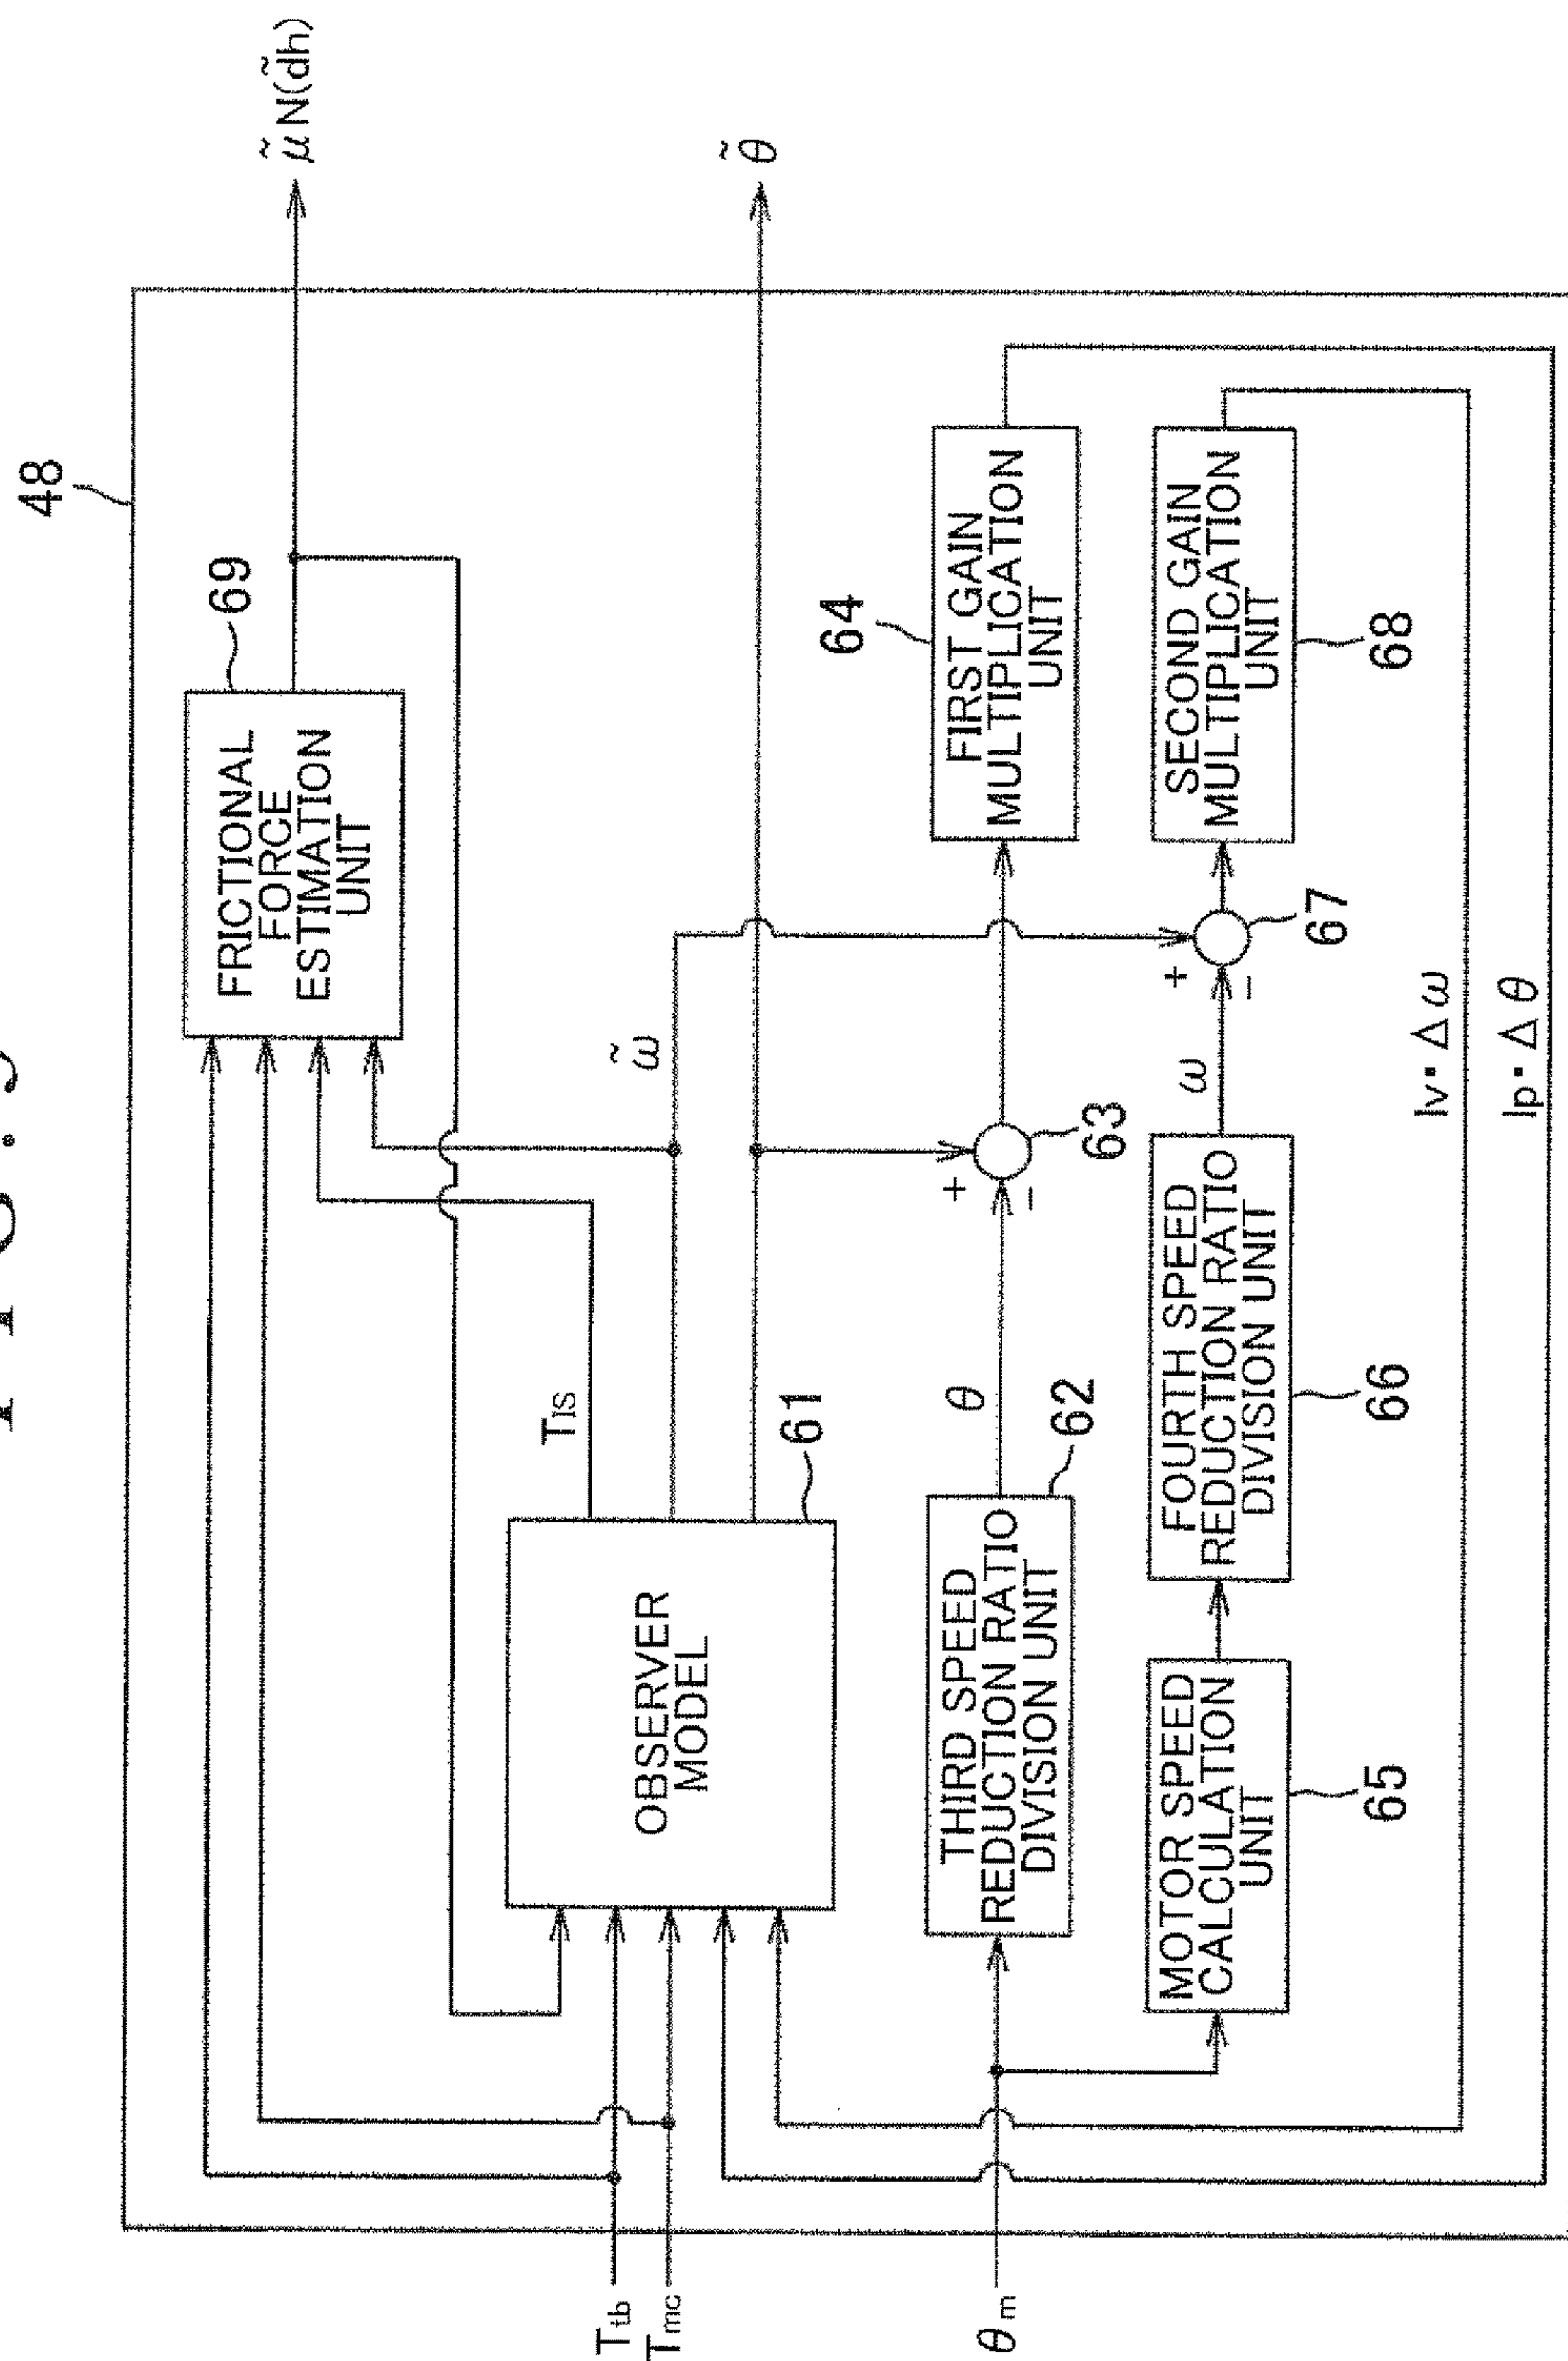 48
μ̃ N(d̃h)
69
FRICTIONAL
FORCE
ESTIMATION
UNIT
θ̃
ω̃
TIS
61
OBSERVER
MODEL
64
FIRST GAIN
MULTIPLICATION
UNIT
+
−
63
θ
62
THIRD SPEED
REDUCTION RATIO
DIVISION UNIT
SECOND GAIN
MULTIPLICATION
UNIT
68
67
+
−
ω
FOURTH SPEED
REDUCTION RATIO
DIVISION UNIT
66
MOTOR SPEED
CALCULATION
UNIT
65
Iv・Δω
Ip・Δθ
Ttb
Tmc
θm